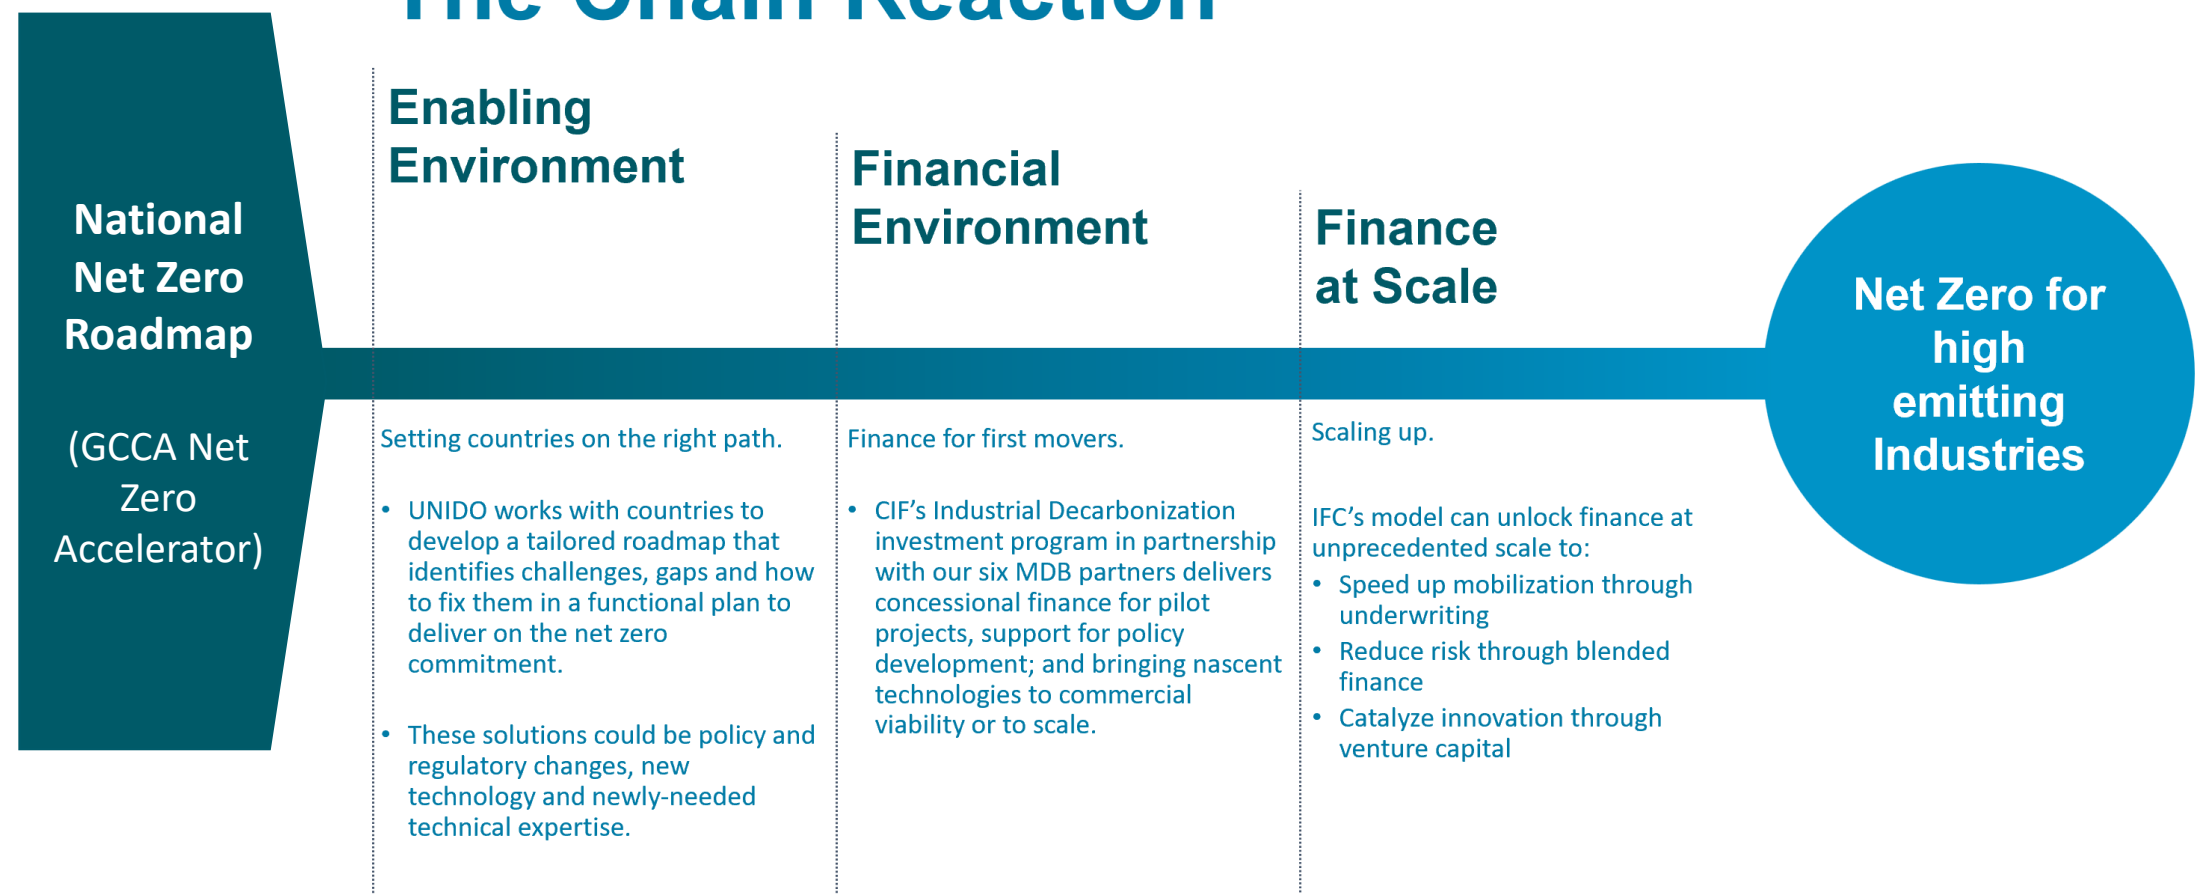 The Chain Reaction
National
Net Zero
Roadmap
(GCCA Net
Zero
Accelerator)
Enabling
Environment
Setting countries on the right path.
• UNIDO works with countries to
develop a tailored roadmap that
identifies challenges, gaps and how
to fix them in a functional plan to
deliver on the net zero
commitment.
• These solutions could be policy and
regulatory changes, new
technology and newly-needed
technical expertise.
Financial
Environment
Finance for first movers.
• CIF’s Industrial Decarbonization
investment program in partnership
with our six MDB partners delivers
concessional finance for pilot
projects, support for policy
development; and bringing nascent
technologies to commercial
viability or to scale.
Finance
at Scale
Scaling up.
IFC’s model can unlock finance at
unprecedented scale to:
• Speed up mobilization through
underwriting
• Reduce risk through blended
finance
• Catalyze innovation through
venture capital
Net Zero for
high
emitting
Industries